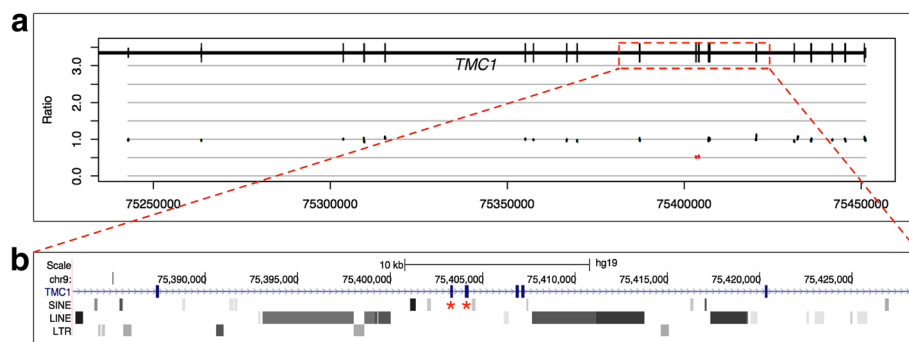 a
TMC1
Ratio
3.0
2.0
1.0
0.0
75250000 75300000 75350000 75400000 75450000
b
Scale 10 kb hg19
chr9: 75,390,000 75,395,000 75,400,000 75,405,000 75,410,000 75,415,000 75,420,000 75,425,000
TMC1
SINE
* *
LINE
LTR